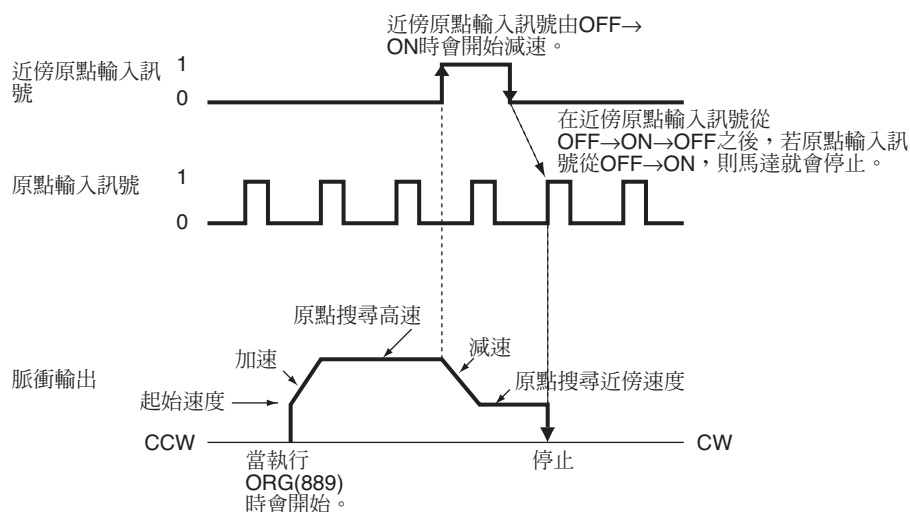 近傍原點輸入訊號由OFF→
ON時會開始減速。
近傍原點輸入訊
號
1
0
在近傍原點輸入訊號從
OFF→ON→OFF之後，若原點輸入訊
號從OFF→ON，則馬達就會停止。
原點輸入訊號
1
0
原點搜尋高速
加速
減速
脈衝輸出
起始速度
原點搜尋近傍速度
CCW
CW
當執行
ORG(889)
時會開始。
停止